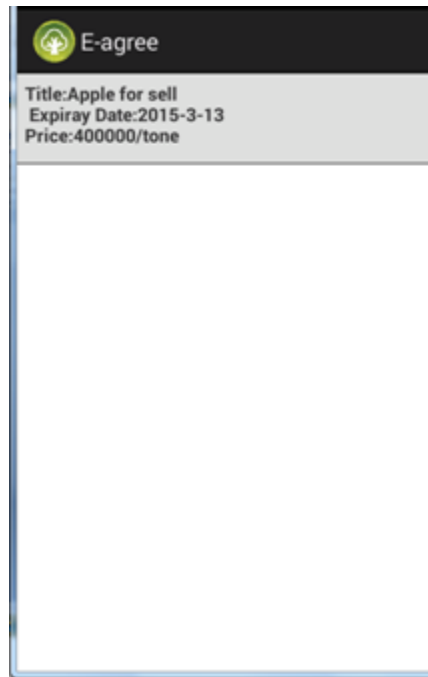 E-agree
Title:Apple for sell
Expiray Date:2015-3-13
Price:400000/tone